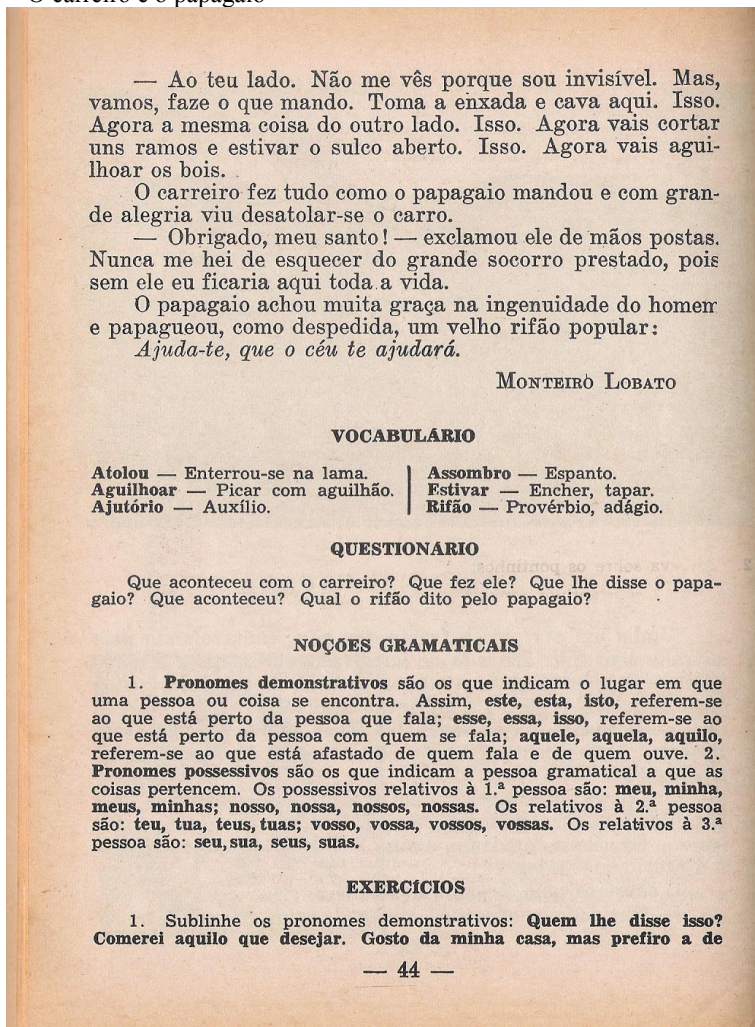 O carreiro e o papagaio
— Ao teu lado. Não me vês porque sou invisível. Mas,
vamos, faze o que mando. Toma a enxada e cava aqui. Isso.
Agora a mesma coisa do outro lado. Isso. Agora vais cortar
uns ramos e estivar o sulco aberto. Isso. Agora vais agui-
lhoar os bois.
O carreiro fez tudo como o papagaio mandou e com gran-
de alegria viu desatolar-se o carro.
— Obrigado, meu santo! — exclamou ele de mãos postas.
Nunca me hei de esquecer do grande socorro prestado, pois
sem ele eu ficaria aqui toda a vida.
O papagaio achou muita graça na ingenuidade do homem
e papagueou, como despedida, um velho rifão popular:
Ajuda-te, que o céu te ajudará.
MONTEIRO LOBATO
VOCABULÁRIO
Atolou — Enterrou-se na lama.
Aguilhoar — Picar com aguilhão.
Ajutório — Auxílio.
Assombro — Espanto.
Estivar — Encher, tapar.
Rifão — Provérbio, adágio.
QUESTIONÁRIO
Que aconteceu com o carreiro? Que fez ele? Que lhe disse o papa-
gaio? Que aconteceu? Qual o rifão dito pelo papagaio?
NOÇÕES GRAMATICAIS
1. Pronomes demonstrativos são os que indicam o lugar em que
uma pessoa ou coisa se encontra. Assim, este, esta, isto, referem-se
ao que está perto da pessoa que fala; esse, essa, isso, referem-se ao
que está perto da pessoa com quem se fala; aquele, aquela, aquilo,
referem-se ao que está afastado de quem fala e de quem ouve. 2.
Pronomes possessivos são os que indicam a pessoa gramatical a que as
coisas pertencem. Os possessivos relativos à 1.ª pessoa são: meu, minha,
meus, minhas; nosso, nossa, nossos, nossas. Os relativos à 2.ª pessoa
são: teu, tua, teus, tuas; vosso, vossa, vossos, vossas. Os relativos à 3.ª
pessoa são: seu, sua, seus, suas.
EXERCÍCIOS
1. Sublinhe os pronomes demonstrativos: Quem lhe disse isso?
Comerei aquilo que desejar. Gosto da minha casa, mas prefiro a de
— 44 —